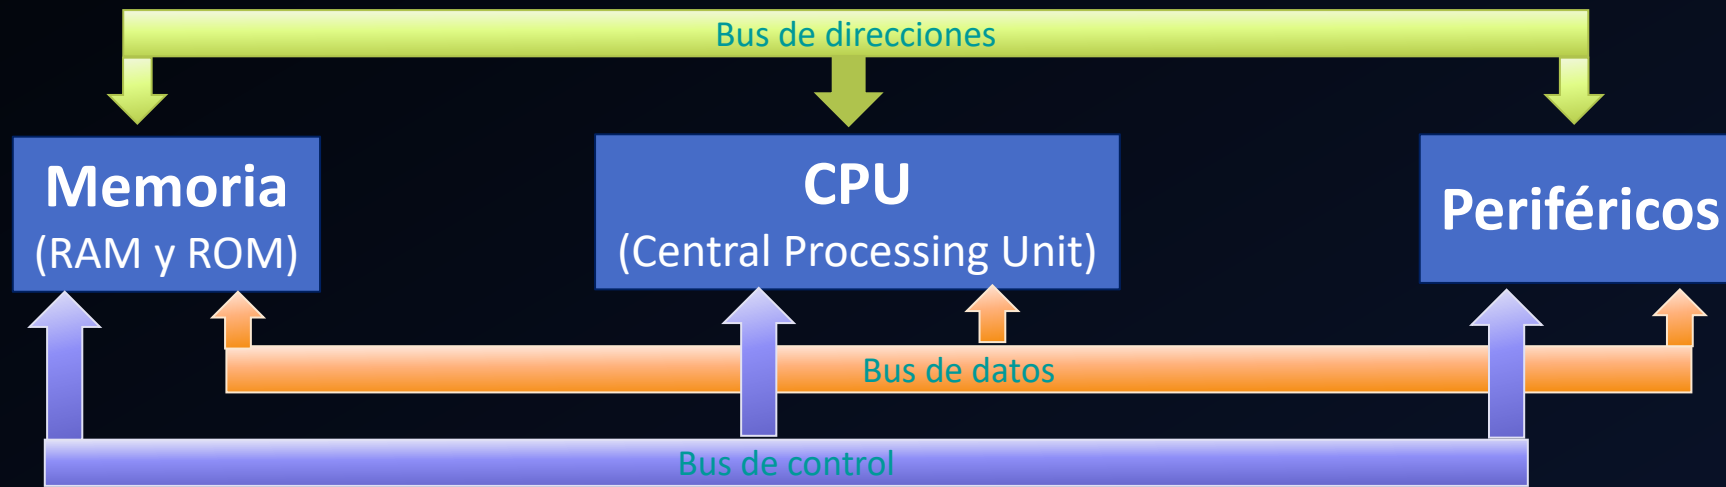 Bus de direcciones
Memoria
(RAM y ROM)
CPU
(Central Processing Unit)
Periféricos
Bus de datos
Bus de control